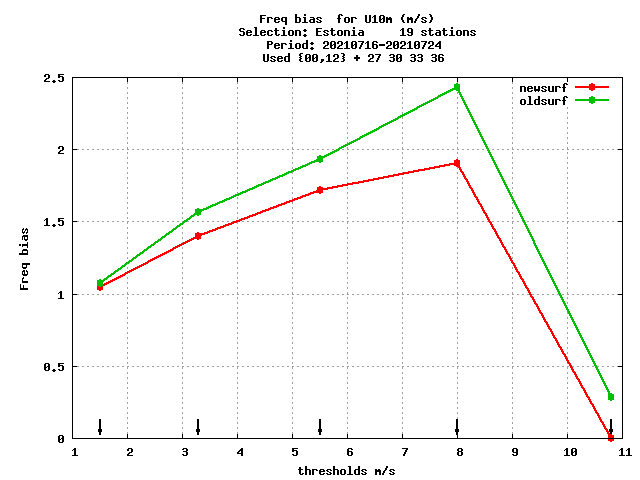 Freq bias  for U10m (m/s)
Selection: Estonia     19 stations
Period: 20210716-20210724
Used {00,12} + 27 30 33 36
newsurf
oldsurf
2.5
2
1.5
1
0.5
0
Freq bias
1 2 3 4 5 6 7 8 9 10 11
thresholds m/s